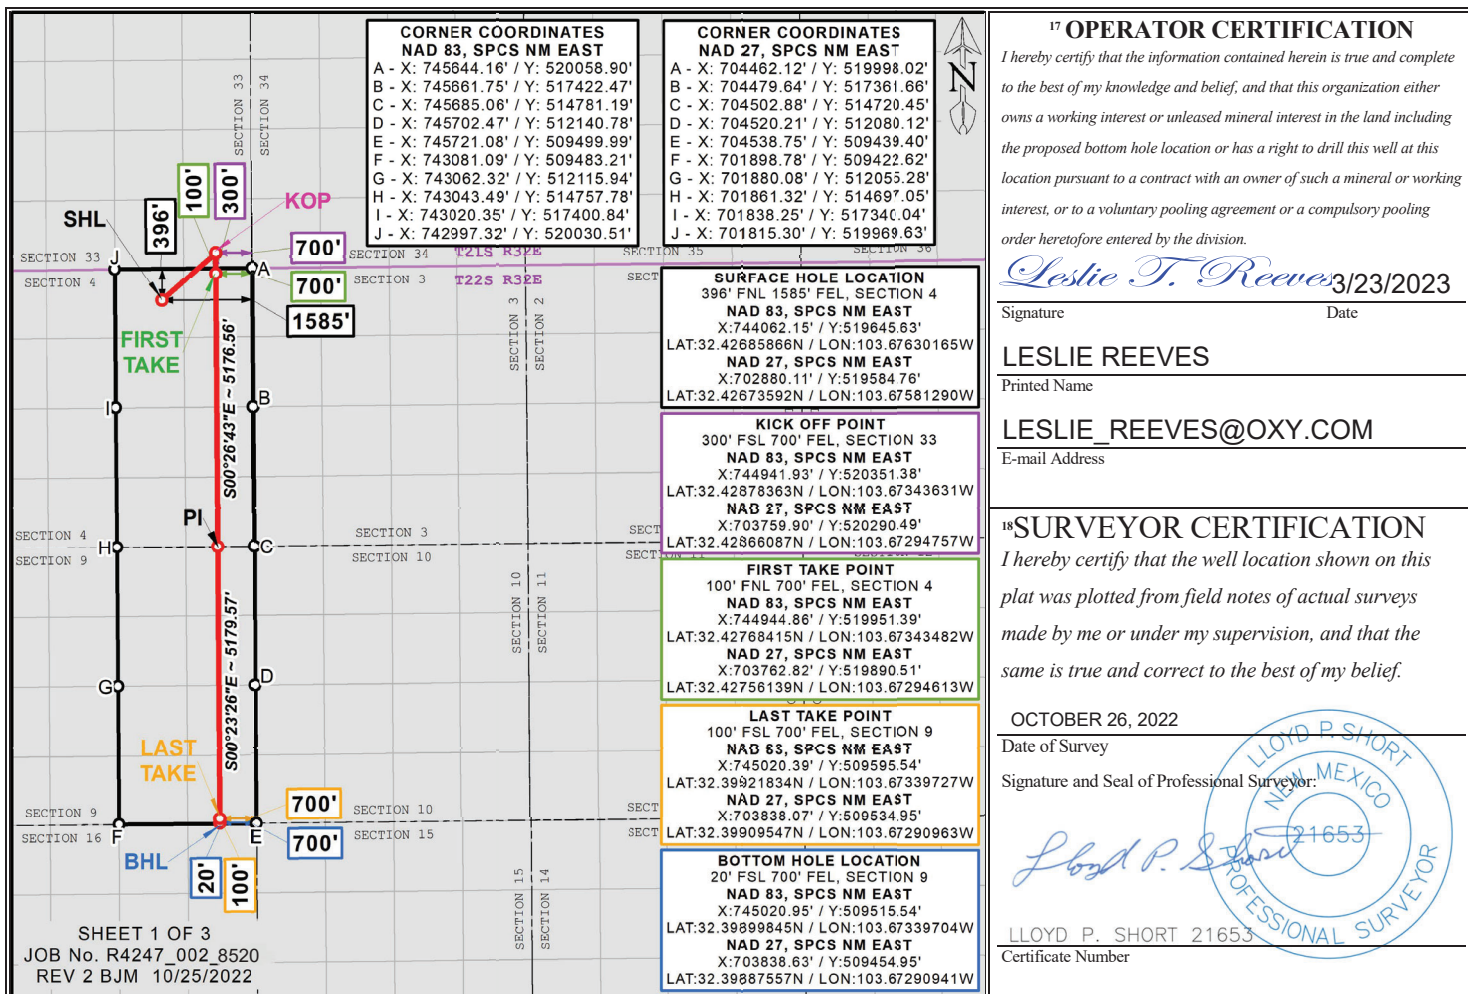 CORNER COORDINATES
NAD 83, SPCS NM EAST
A - X: 745644.16' / Y: 520058.90'
B - X: 745661.75' / Y: 517422.47'
C - X: 745685.06' / Y: 514781.19'
D - X: 745702.47' / Y: 512140.78'
E - X: 745721.08' / Y: 509499.99'
F - X: 743081.09' / Y: 509483.21'
G - X: 743062.32' / Y: 512115.94'
H - X: 743043.49' / Y: 514757.78'
I - X: 743020.35' / Y: 517400.84'
J - X: 742997.32' / Y: 520030.51'
CORNER COORDINATES
NAD 27, SPCS NM EAST
A - X: 704462.12' / Y: 519998.02'
B - X: 704479.64' / Y: 517361.66'
C - X: 704502.88' / Y: 514720.45'
D - X: 704520.21' / Y: 512080.12'
E - X: 704538.75' / Y: 509439.40'
F - X: 701898.78' / Y: 509422.62'
G - X: 701880.08' / Y: 512055.28'
H - X: 701861.32' / Y: 514697.05'
I - X: 701838.25' / Y: 517340.04'
J - X: 701815.30' / Y: 519969.63'
N
SECTION 33
SECTION 34
100'
300'
396'
SHL
KOP
700'
SECTION 33
J
A
SECTION 34
T21S R32E
SECTION 35
SECTION 36
SECTION 4
700'
SECTION 3
T22S R32E
1585'
FIRST
TAKE
SECTION 3
SECTION 2
S00°26'43"E ~ 5176.56'
I
B
PI
SECTION 4
SECTION 9
H
C
SECTION 3
SECTION 10
SECTION 10
SECTION 11
S00°23'26"E ~ 5179.57'
G
D
LAST
TAKE
700'
SECTION 9
SECTION 16
F
E
SECTION 10
SECTION 15
700'
BHL
20'
100'
SECTION 15
SECTION 14
SHEET 1 OF 3
JOB No. R4247_002_8520
REV 2 BJM 10/25/2022
SURFACE HOLE LOCATION
396' FNL 1585' FEL, SECTION 4
NAD 83, SPCS NM EAST
X:744062.15' / Y:519645.63'
LAT:32.42685866N / LON:103.67630165W
NAD 27, SPCS NM EAST
X:702880.11' / Y:519584.76'
LAT:32.42673592N / LON:103.67581290W
KICK OFF POINT
300' FSL 700' FEL, SECTION 33
NAD 83, SPCS NM EAST
X:744941.93' / Y:520351.38'
LAT:32.42878363N / LON:103.67343631W
NAD 27, SPCS NM EAST
X:703759.90' / Y:520290.49'
LAT:32.42866087N / LON:103.67294757W
FIRST TAKE POINT
100' FNL 700' FEL, SECTION 4
NAD 83, SPCS NM EAST
X:744944.86' / Y:519951.39'
LAT:32.42768415N / LON:103.67343482W
NAD 27, SPCS NM EAST
X:703762.82' / Y:519890.51'
LAT:32.42756139N / LON:103.67294613W
LAST TAKE POINT
100' FSL 700' FEL, SECTION 9
NAD 83, SPCS NM EAST
X:745020.39' / Y:509595.54'
LAT:32.39921834N / LON:103.67339727W
NAD 27, SPCS NM EAST
X:703838.07' / Y:509534.95'
LAT:32.39909547N / LON:103.67290963W
BOTTOM HOLE LOCATION
20' FSL 700' FEL, SECTION 9
NAD 83, SPCS NM EAST
X:745020.95' / Y:509515.54'
LAT:32.39899845N / LON:103.67339704W
NAD 27, SPCS NM EAST
X:703838.63' / Y:509454.95'
LAT:32.39887557N / LON:103.67290941W
17 OPERATOR CERTIFICATION
I hereby certify that the information contained herein is true and complete
to the best of my knowledge and belief, and that this organization either
owns a working interest or unleased mineral interest in the land including
the proposed bottom hole location or has a right to drill this well at this
location pursuant to a contract with an owner of such a mineral or working
interest, or to a voluntary pooling agreement or a compulsory pooling
order heretofore entered by the division.
Leslie T. Reeves 3/23/2023
Signature Date
LESLIE REEVES
Printed Name
LESLIE_REEVES@OXY.COM
E-mail Address
18 SURVEYOR CERTIFICATION
I hereby certify that the well location shown on this
plat was plotted from field notes of actual surveys
made by me or under my supervision, and that the
same is true and correct to the best of my belief.
OCTOBER 26, 2022
Date of Survey
Signature and Seal of Professional Surveyor:
LLOYD P. SHORT
NEW MEXICO
21653
PROFESSIONAL SURVEYOR
Lloyd P. Short
LLOYD P. SHORT 21653
Certificate Number